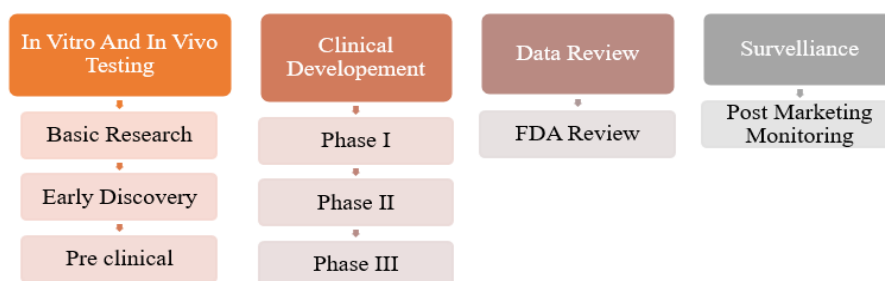 In Vitro And In Vivo
Testing
Basic Research
Early Discovery
Pre clinical
Clinical
Developement
Phase I
Phase II
Phase III
Data Review
FDA Review
Survelliance
Post Marketing
Monitoring